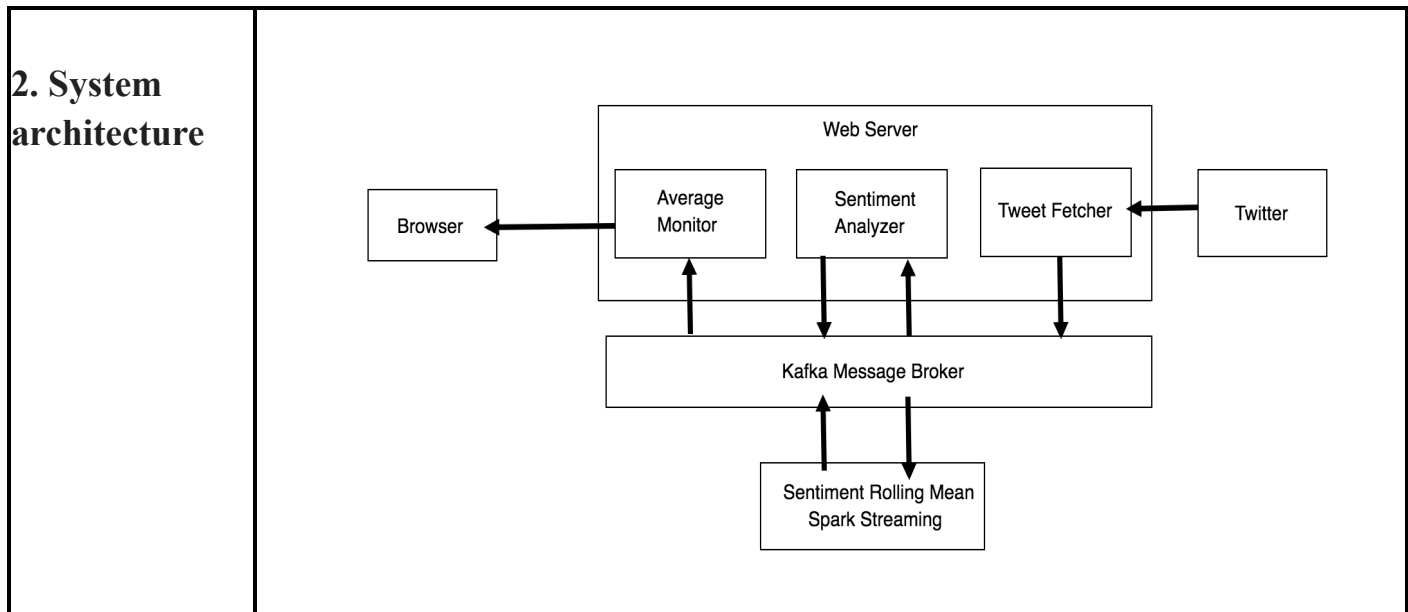 2. System
architecture
Web Server
Browser
Average
Monitor
Sentiment
Analyzer
Tweet Fetcher
Twitter
Kafka Message Broker
Sentiment Rolling Mean
Spark Streaming